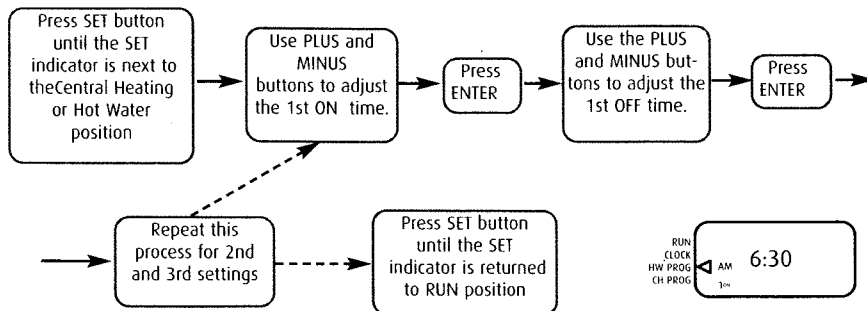 Press SET button
until the SET
indicator is next to
theCentral Heating
or Hot Water
position
Use PLUS and
MINUS
buttons to adjust
the 1st ON time.
Press
ENTER
Use the PLUS
and MINUS but-
tons to adjust the
1st OFF time.
Press
ENTER
Repeat this
process for 2nd
and 3rd settings
Press SET button
until the SET
indicator is returned
to RUN position
RUN
CLOCK
HW PROG
CH PROG
AM 6:30
1ON